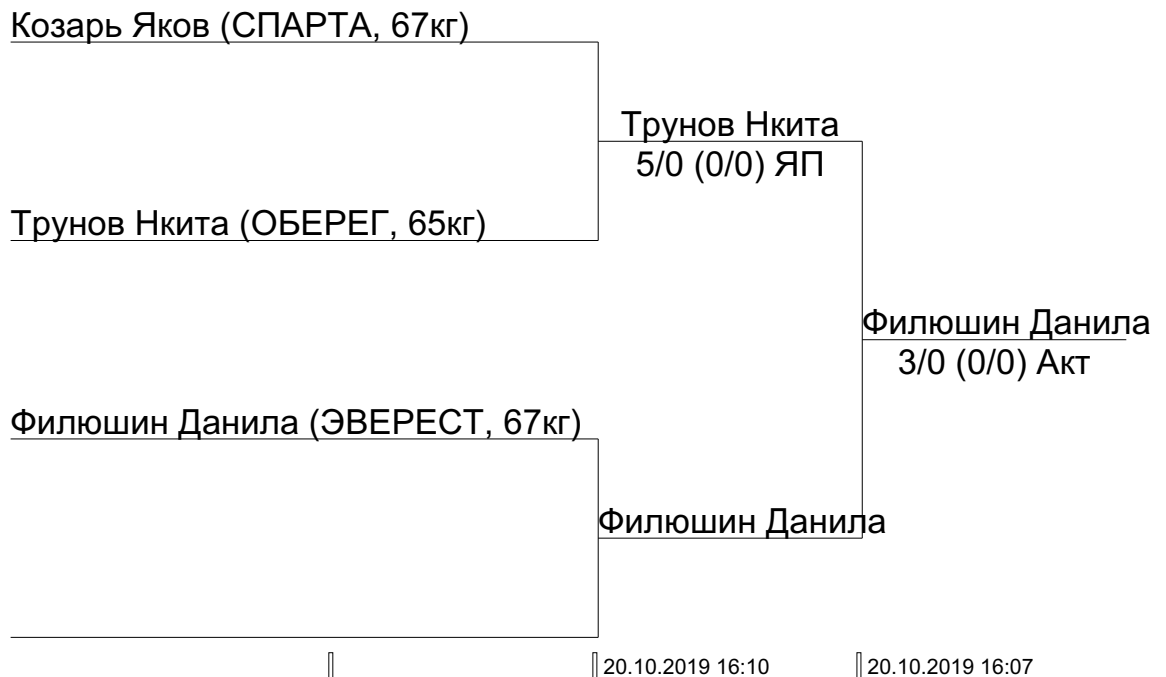 Козарь Яков (СПАРТА, 67кг)
Трунов Нкита
5/0 (0/0) ЯП
Трунов Нкита (ОБЕРЕГ, 65кг)
Филюшин Данила
3/0 (0/0) Акт
Филюшин Данила (ЭВЕРЕСТ, 67кг)
Филюшин Данила
20.10.2019 16:10
20.10.2019 16:07